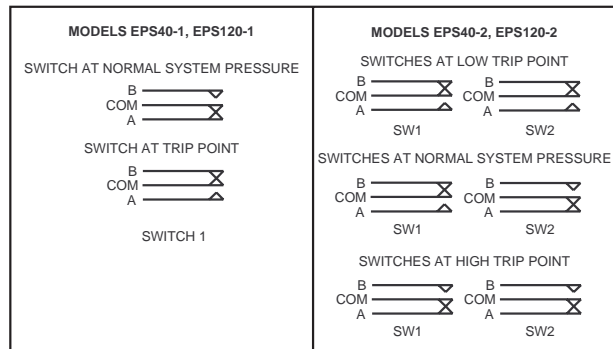 MODELS EPS40-1, EPS120-1
SWITCH AT NORMAL SYSTEM PRESSURE
B
COM
A
SWITCH AT TRIP POINT
B
COM
A
SWITCH 1
MODELS EPS40-2, EPS120-2
SWITCHES AT LOW TRIP POINT
B B
COM COM
A A
SW1 SW2
SWITCHES AT NORMAL SYSTEM PRESSURE
B B
COM COM
A A
SW1 SW2
SWITCHES AT HIGH TRIP POINT
B B
COM COM
A A
SW1 SW2